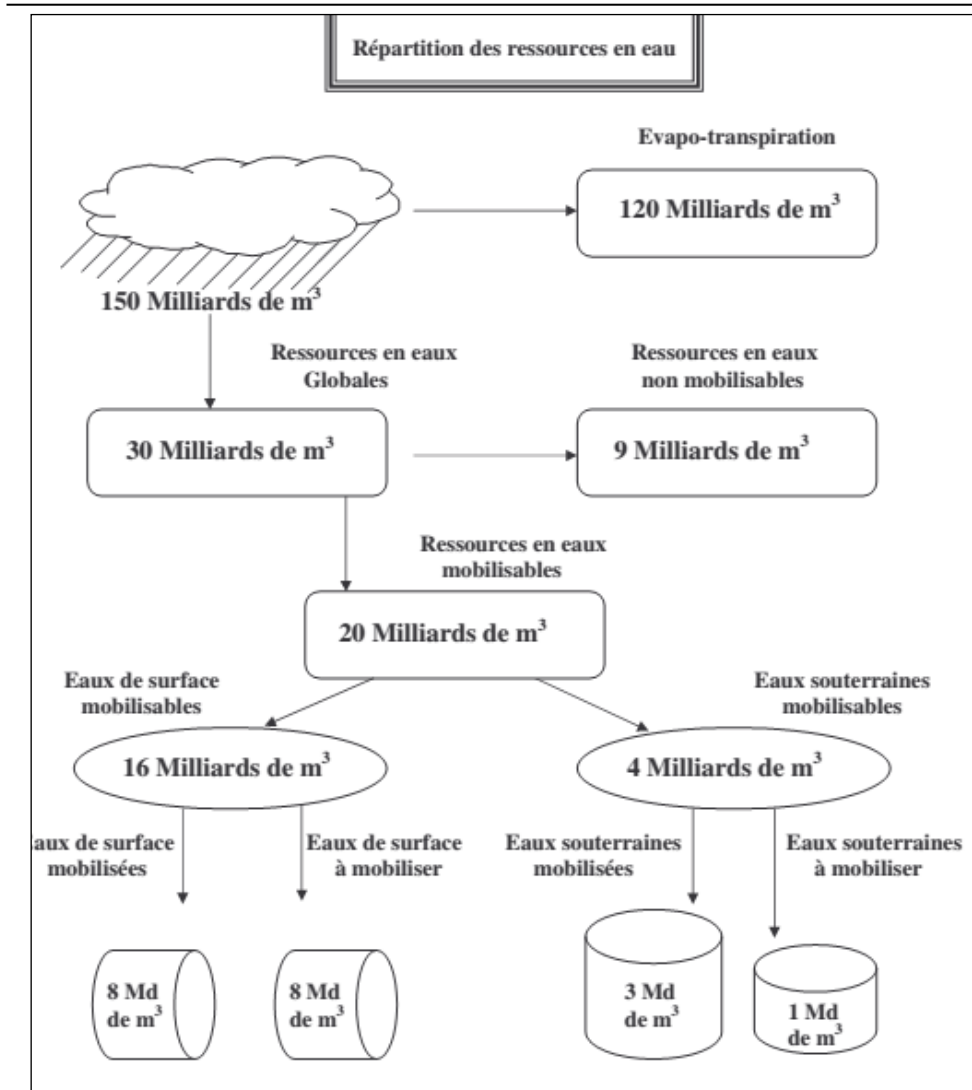 Répartition des ressources en eau
Evapo-transpiration
120 Milliards de m³
150 Milliards de m³
Ressources en eaux
Globales
Ressources en eaux
non mobilisables
30 Milliards de m³
9 Milliards de m³
Ressources en eaux
mobilisables
20 Milliards de m³
Eaux de surface
mobilisables
Eaux souterraines
mobilisables
16 Milliards de m³
4 Milliards de m³
aux de surface
mobilisées
Eaux de surface
à mobiliser
Eaux souterraines
mobilisées
Eaux souterraines
à mobiliser
8 Md
de m³
8 Md
de m³
3 Md
de m³
1 Md
de m³